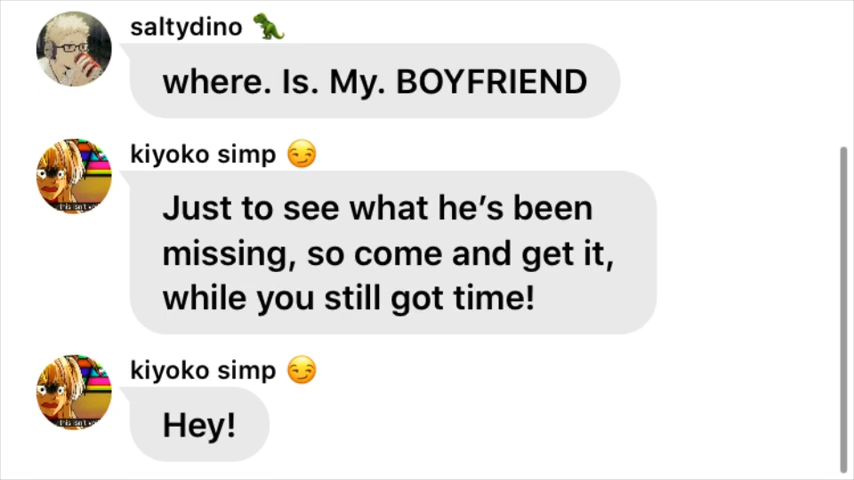 saltydino 🦖
where. Is. My. BOYFRIEND
kiyoko simp 😏
Just to see what he's been
missing, so come and get it,
while you still got time!
kiyoko simp 😏
Hey!